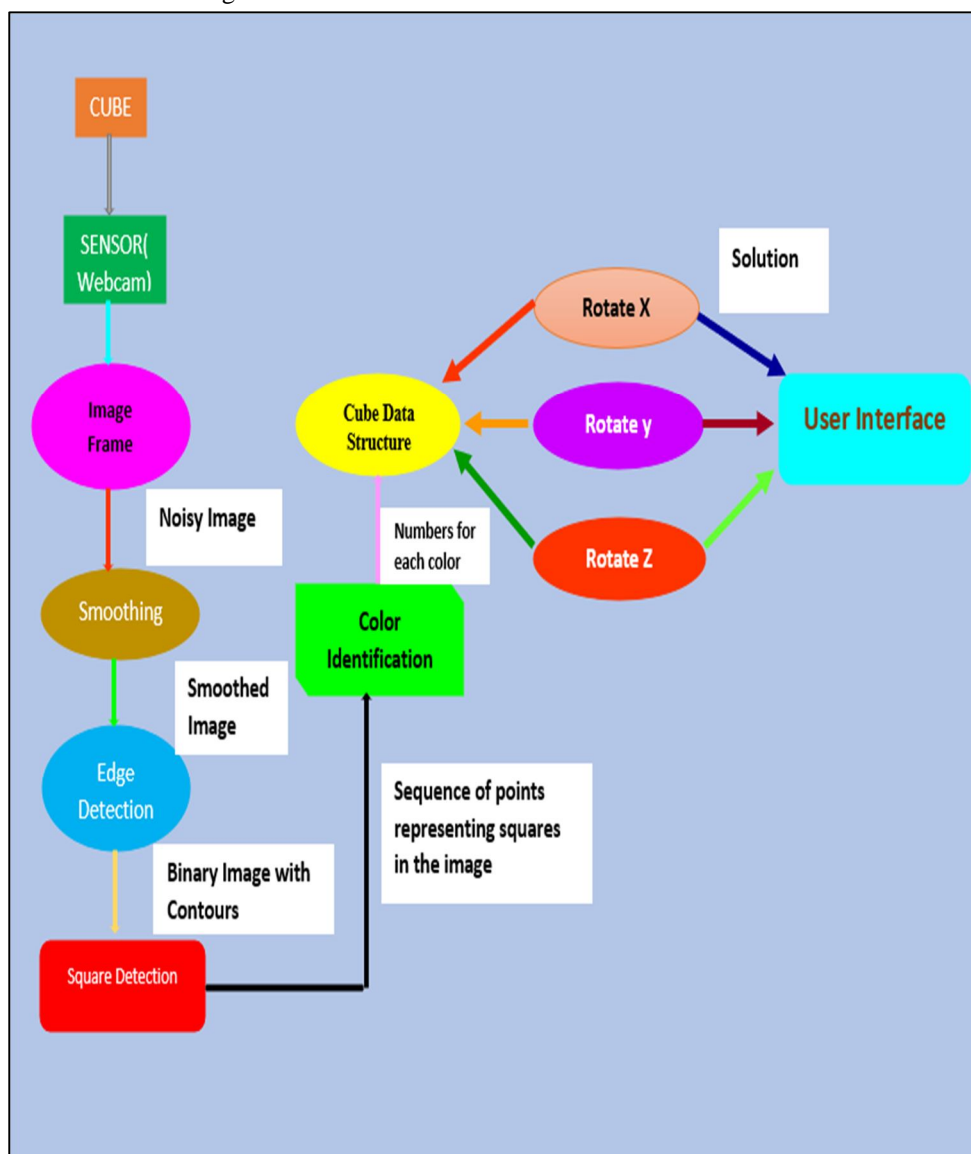 CUBE
SENSOR(
Webcam)
Image
Frame
Noisy Image
Smoothing
Smoothed
Image
Edge
Detection
Binary Image with
Contours
Square Detection
Sequence of points
representing squares
in the image
Color
Identification
Numbers for
each color
Cube Data
Structure
Rotate X
Rotate y
Rotate Z
Solution
User Interface